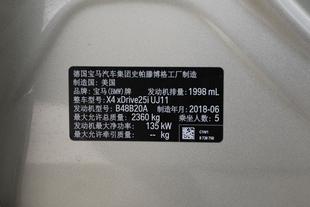 德国宝马汽车集团史帕滕博格工厂制造
制造国：美国
品牌：宝马(BMW)牌 发动机排量：1998 mL
整车型号：X4 xDrive25i UJ11
发动机型号：B48B20A 制造年月：2018-06
最大允许总质量：2360 kg 乘坐人数：5
发动机最大净功率：135 kW
最大允许牵引质量：-- kg